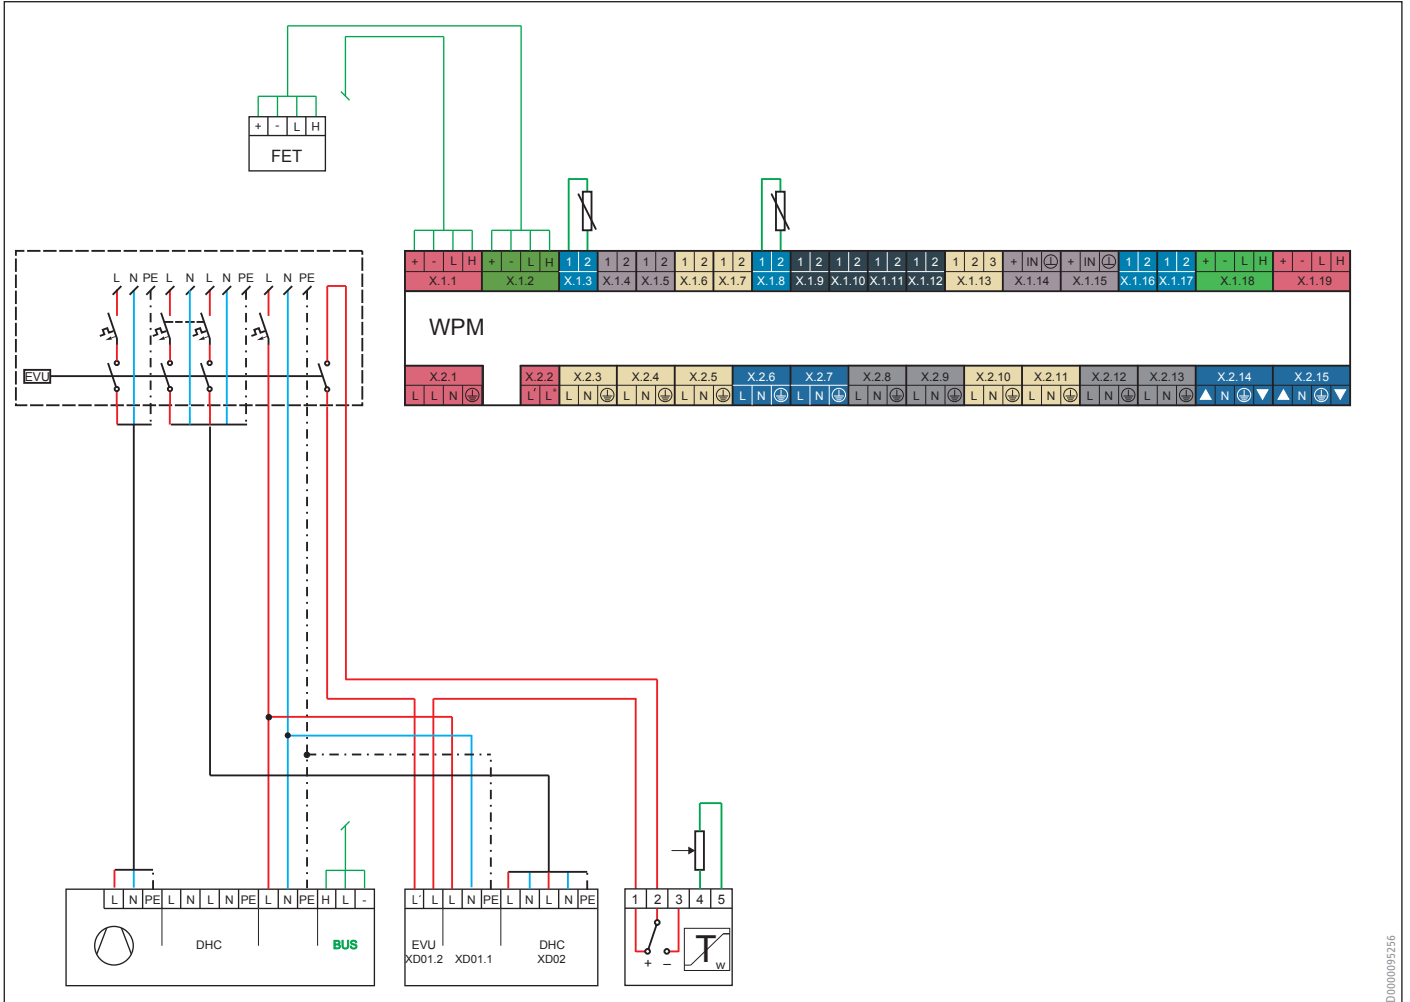 + - L H
FET
L N PE L N L N PE L N PE
EVU
+ - L H + - L H 1 2 1 2 1 2 1 2 1 2 1 2 1 2 1 2 1 2 1 2 1 2 3 + IN + IN 1 2 1 2 + - L H + - L H
X.1.1 X.1.2 X.1.3 X.1.4 X.1.5 X.1.6 X.1.7 X.1.8 X.1.9 X.1.10 X.1.11 X.1.12 X.1.13 X.1.14 X.1.15 X.1.16 X.1.17 X.1.18 X.1.19
WPM
X.2.1 X.2.2 X.2.3 X.2.4 X.2.5 X.2.6 X.2.7 X.2.8 X.2.9 X.2.10 X.2.11 X.2.12 X.2.13 X.2.14 X.2.15
L L N L' L* L N L N L N L N L N L N L N L N L N L N L N N N
L N PE L N L N PE L N PE H L -
DHC
BUS
L' L L N PE L N L N PE
EVU
XD01.2
XD01.1
DHC
XD02
1 2 3 4 5
+ -
T
W
D0000095256